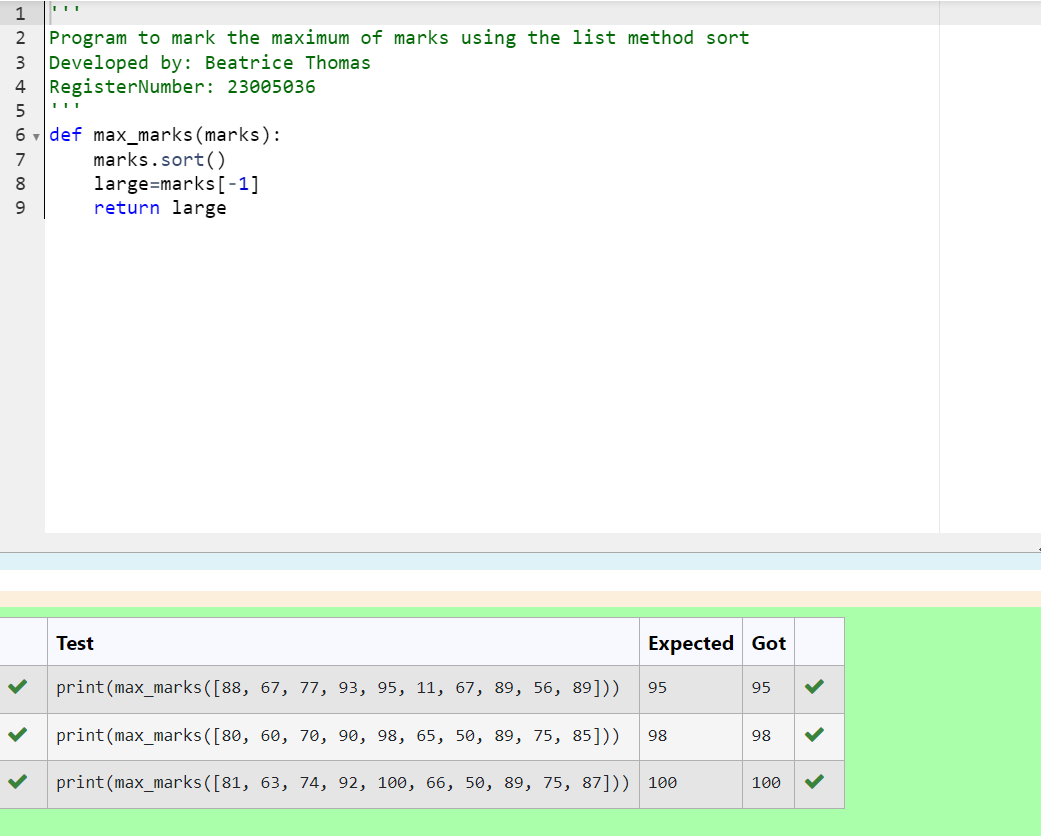 1 '''
2 Program to mark the maximum of marks using the list method sort
3 Developed by: Beatrice Thomas
4 RegisterNumber: 23005036
5 '''
6 def max_marks(marks):
7     marks.sort()
8     large=marks[-1]
9     return large
Test Expected Got
print(max_marks([88, 67, 77, 93, 95, 11, 67, 89, 56, 89])) 95 95
print(max_marks([80, 60, 70, 90, 98, 65, 50, 89, 75, 85])) 98 98
print(max_marks([81, 63, 74, 92, 100, 66, 50, 89, 75, 87])) 100 100